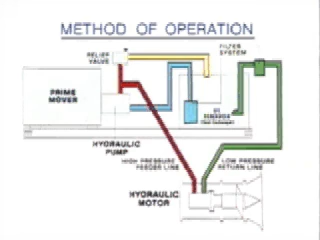 METHOD OF OPERATION
RELIEF
VALVE
FILTER
SYSTEM
PRIME
MOVER
HYDRAULIC
PUMP
HIGH PRESSURE
FEEDER LINE
LOW PRESSURE
RETURN LINE
HYDRAULIC
MOTOR